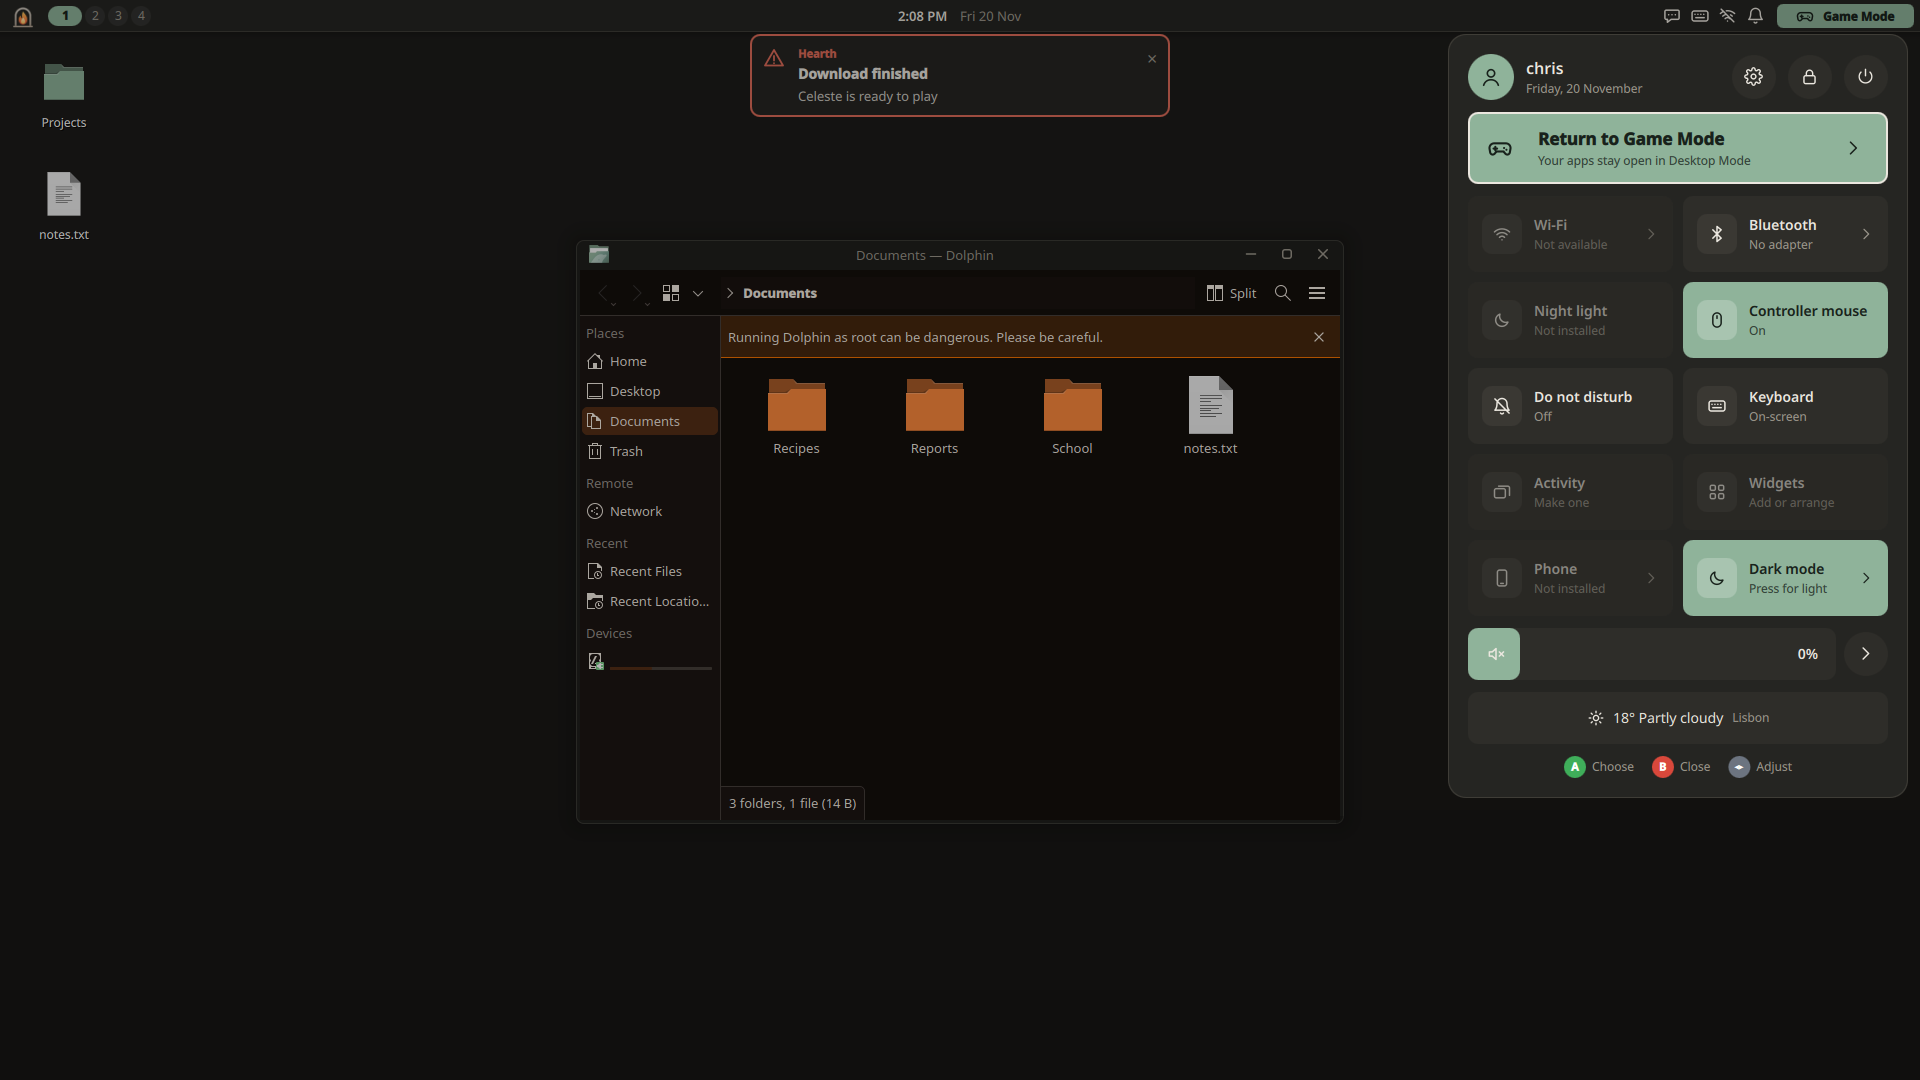 1 2 3 4
2:08 PM Fri 20 Nov
Game Mode
Projects
notes.txt
Hearth
Download finished
Celeste is ready to play
Documents — Dolphin
Documents
Split
Places
Home
Desktop
Documents
Trash
Remote
Network
Recent
Recent Files
Recent Locatio...
Devices
Running Dolphin as root can be dangerous. Please be careful.
Recipes
Reports
School
notes.txt
3 folders, 1 file (14 B)
chris
Friday, 20 November
Return to Game Mode
Your apps stay open in Desktop Mode
Wi-Fi
Not available
Bluetooth
No adapter
Night light
Not installed
Controller mouse
On
Do not disturb
Off
Keyboard
On-screen
Activity
Make one
Widgets
Add or arrange
Phone
Not installed
Dark mode
Press for light
0%
18° Partly cloudy Lisbon
A Choose B Close Adjust